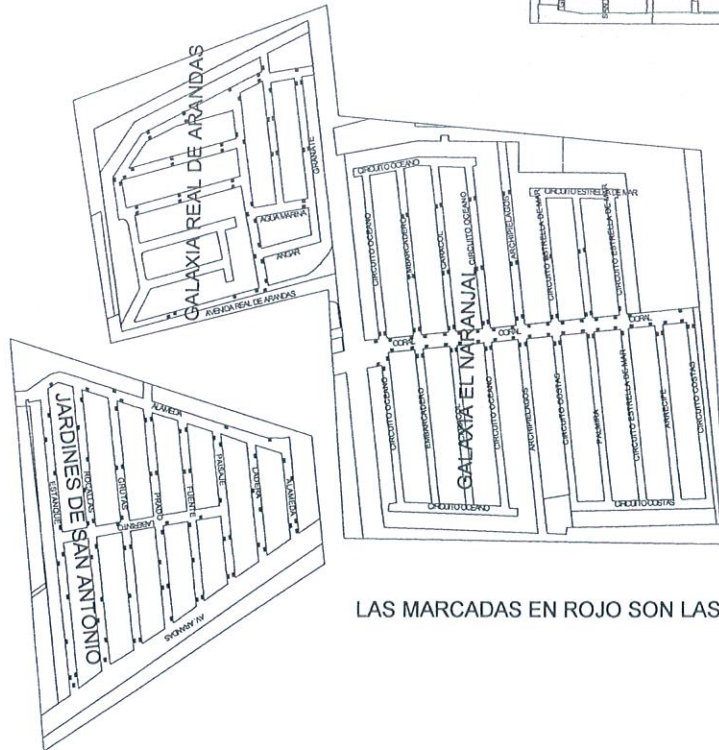 GALAXIA REAL DE ARANDAS
GRANATE
AGUA MARINA
ANGAR
AVENIDA REAL DE ARANDAS
GALAXIA EL NARANJAL
CIRCUITO OCEANO
CIRCUITO OCEANO
EMBARCADERO
CARACOL
CIRCUITO OCEANO
ARCHIPIELAGOS
CIRCUITO ESTRELLA DE MAR
CIRCUITO ESTRELLA DE MAR
CIRCUITO ESTRELLA DE MAR
CORAL
CORAL
CORAL
CIRCUITO OCEANO
EMBARCADERO
CIRCUITO OCEANO
ARCHIPIELAGOS
CIRCUITO COSTAS
PALMIRA
CIRCUITO ESTRELLA DE MAR
ARRECIFE
CIRCUITO COSTAS
CIRCUITO OCEANO
CIRCUITO COSTAS
JARDINES DE SAN ANTONIO
ALAMEDA
ESTANQUE
ROCALLAS
GRUTAS
PRADO
FUENTE
PAISAJE
LADERA
ALAMEDA
LABERINTO
AV. ARANDAS
LAS MARCADAS EN ROJO SON LAS